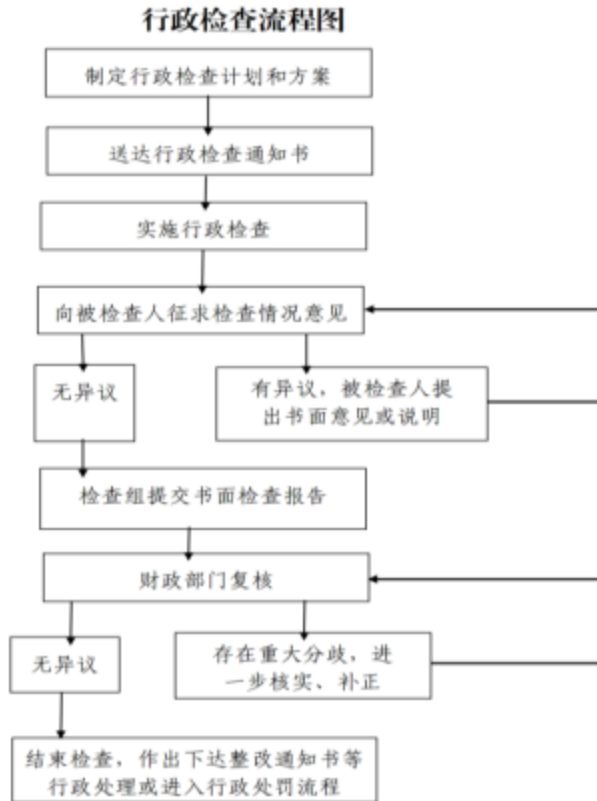 行政检查流程图
制定行政检查计划和方案
送达行政检查通知书
实施行政检查
向被检查人征求检查情况意见
无异议
有异议，被检查人提
出书面意见或说明
检查组提交书面检查报告
财政部门复核
无异议
存在重大分歧，进
一步核实、补正
结束检查，作出下达整改通知书等
行政处理或进入行政处罚流程